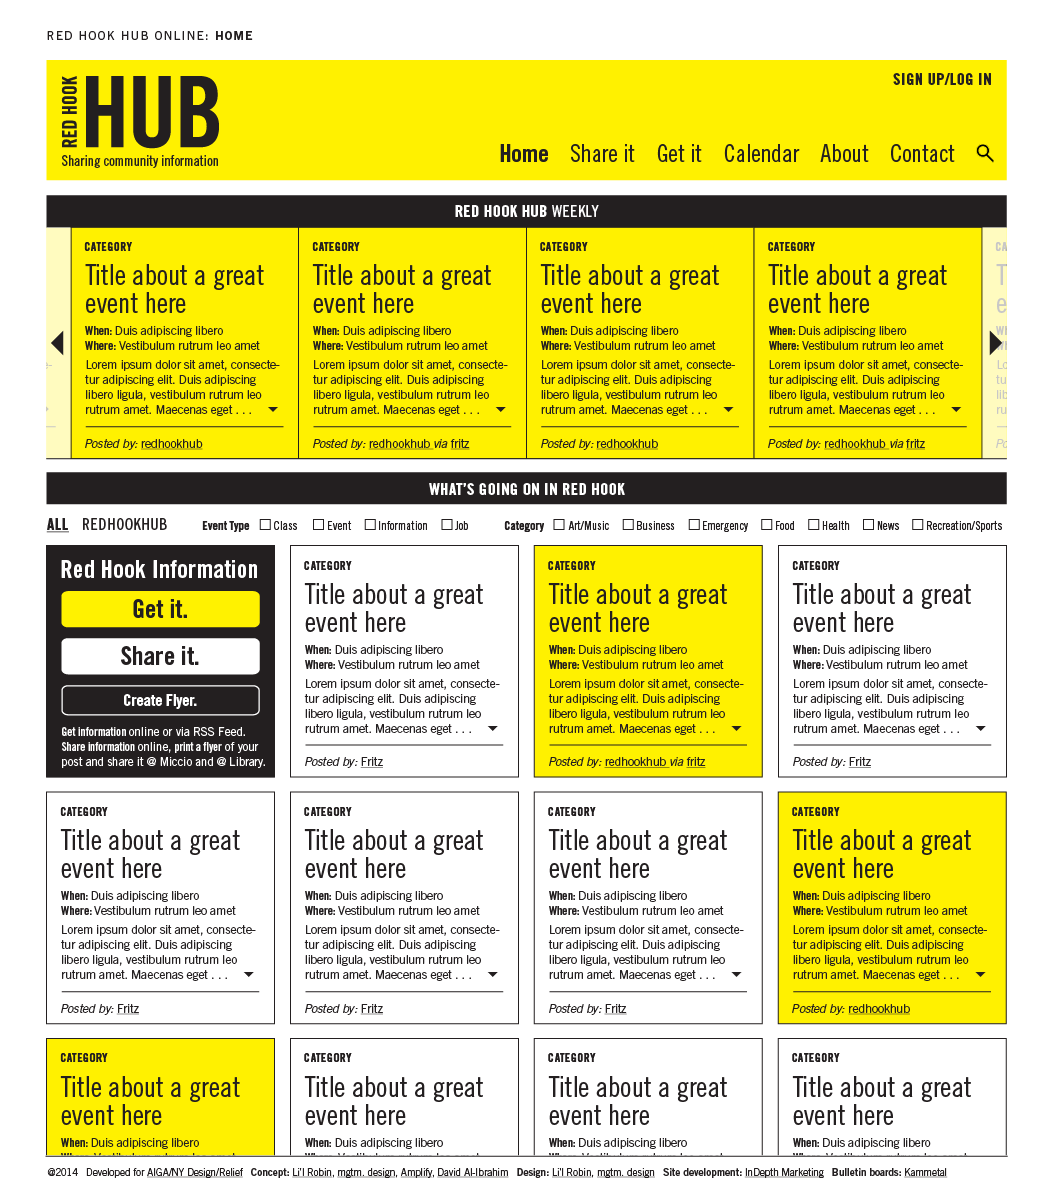 RED HOOK HUB ONLINE: HOME
SIGN UP/LOG IN
RED HOOK
HUB
Sharing community information
Home Share it Get it Calendar About Contact
RED HOOK HUB WEEKLY
CATEGORY
Title about a great
event here
When: Duis adipiscing libero
Where: Vestibulum rutrum leo amet
Lorem ipsum dolor sit amet, consecte-
tur adipiscing elit. Duis adipiscing
libero ligula, vestibulum rutrum leo
rutrum amet. Maecenas eget . . .
Posted by: redhookhub
CATEGORY
Title about a great
event here
When: Duis adipiscing libero
Where: Vestibulum rutrum leo amet
Lorem ipsum dolor sit amet, consecte-
tur adipiscing elit. Duis adipiscing
libero ligula, vestibulum rutrum leo
rutrum amet. Maecenas eget . . .
Posted by: redhookhub via fritz
CATEGORY
Title about a great
event here
When: Duis adipiscing libero
Where: Vestibulum rutrum leo amet
Lorem ipsum dolor sit amet, consecte-
tur adipiscing elit. Duis adipiscing
libero ligula, vestibulum rutrum leo
rutrum amet. Maecenas eget . . .
Posted by: redhookhub
CATEGORY
Title about a great
event here
When: Duis adipiscing libero
Where: Vestibulum rutrum leo amet
Lorem ipsum dolor sit amet, consecte-
tur adipiscing elit. Duis adipiscing
libero ligula, vestibulum rutrum leo
rutrum amet. Maecenas eget . . .
Posted by: redhookhub via fritz
WHAT'S GOING ON IN RED HOOK
ALL REDHOOKHUB Event Type Class Event Information Job Category Art/Music Business Emergency Food Health News Recreation/Sports
Red Hook Information
Get it.
Share it.
Create Flyer.
Get information online or via RSS Feed.
Share information online, print a flyer of your
post and share it @ Miccio and @ Library.
CATEGORY
Title about a great
event here
When: Duis adipiscing libero
Where: Vestibulum rutrum leo amet
Lorem ipsum dolor sit amet, consecte-
tur adipiscing elit. Duis adipiscing
libero ligula, vestibulum rutrum leo
rutrum amet. Maecenas eget . . .
Posted by: Fritz
CATEGORY
Title about a great
event here
When: Duis adipiscing libero
Where: Vestibulum rutrum leo amet
Lorem ipsum dolor sit amet, consecte-
tur adipiscing elit. Duis adipiscing
libero ligula, vestibulum rutrum leo
rutrum amet. Maecenas eget . . .
Posted by: redhookhub via fritz
CATEGORY
Title about a great
event here
When: Duis adipiscing libero
Where: Vestibulum rutrum leo amet
Lorem ipsum dolor sit amet, consecte-
tur adipiscing elit. Duis adipiscing
libero ligula, vestibulum rutrum leo
rutrum amet. Maecenas eget . . .
Posted by: Fritz
CATEGORY
Title about a great
event here
When: Duis adipiscing libero
Where: Vestibulum rutrum leo amet
Lorem ipsum dolor sit amet, consecte-
tur adipiscing elit. Duis adipiscing
libero ligula, vestibulum rutrum leo
rutrum amet. Maecenas eget . . .
Posted by: Fritz
CATEGORY
Title about a great
event here
When: Duis adipiscing libero
Where: Vestibulum rutrum leo amet
Lorem ipsum dolor sit amet, consecte-
tur adipiscing elit. Duis adipiscing
libero ligula, vestibulum rutrum leo
rutrum amet. Maecenas eget . . .
Posted by: Fritz
CATEGORY
Title about a great
event here
When: Duis adipiscing libero
Where: Vestibulum rutrum leo amet
Lorem ipsum dolor sit amet, consecte-
tur adipiscing elit. Duis adipiscing
libero ligula, vestibulum rutrum leo
rutrum amet. Maecenas eget . . .
Posted by: Fritz
CATEGORY
Title about a great
event here
When: Duis adipiscing libero
Where: Vestibulum rutrum leo amet
Lorem ipsum dolor sit amet, consecte-
tur adipiscing elit. Duis adipiscing
libero ligula, vestibulum rutrum leo
rutrum amet. Maecenas eget . . .
Posted by: redhookhub
CATEGORY
Title about a great
event here
When: Duis adipiscing libero
CATEGORY
Title about a great
event here
When: Duis adipiscing libero
CATEGORY
Title about a great
event here
When: Duis adipiscing libero
CATEGORY
Title about a great
event here
When: Duis adipiscing libero
@2014 Developed for AIGA/NY Design/Relief Concept: Li'l Robin, mgtm. design, Amplify, David Al-Ibrahim Design: Li'l Robin, mgtm. design Site development: InDepth Marketing Bulletin boards: Kammetal